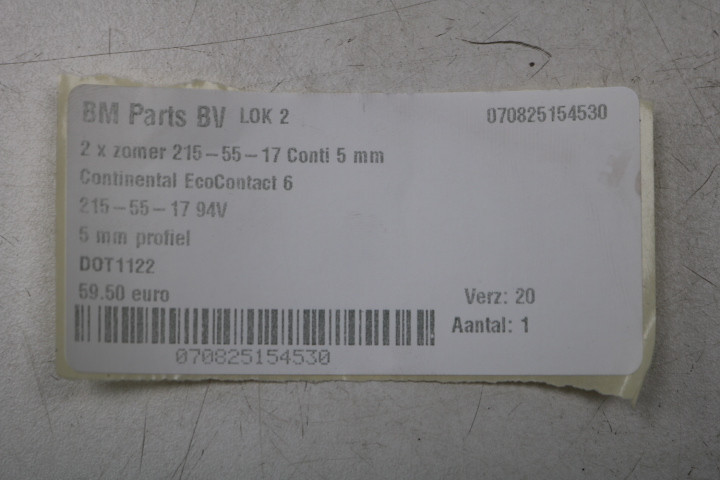 BM Parts BV LOK 2 070825154530
2 x zomer 215-55-17 Conti 5 mm
Continental EcoContact 6
215-55-17 94V
5 mm profiel
DOT1122
59.50 euro Verz: 20
Aantal: 1
070825154530